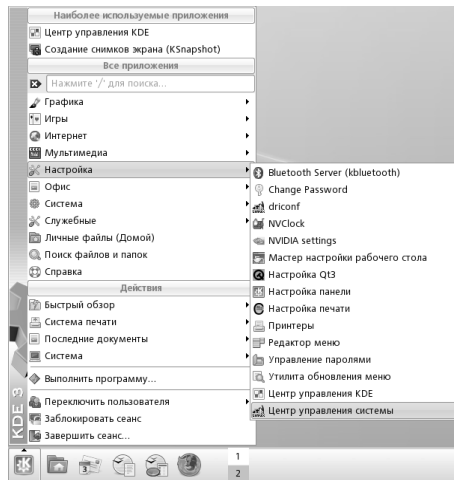 Наиболее используемые приложения
Центр управления KDE
Создание снимков экрана (KSnapshot)
Все приложения
Нажмите '/' для поиска...
Графика
Игры
Интернет
Мультимедиа
Настройка
Офис
Система
Служебные
Личные файлы (Домой)
Поиск файлов и папок
Справка
Действия
Быстрый обзор
Система печати
Последние документы
Система
Выполнить программу...
Переключить пользователя
Заблокировать сеанс
Завершить сеанс...
KDE 3
Bluetooth Server (kbluetooth)
Change Password
driconf
NVClock
NVIDIA settings
Мастер настройки рабочего стола
Настройка Qt3
Настройка панели
Настройка печати
Принтеры
Редактор меню
Управление паролями
Утилита обновления меню
Центр управления KDE
Центр управления системы
1
2